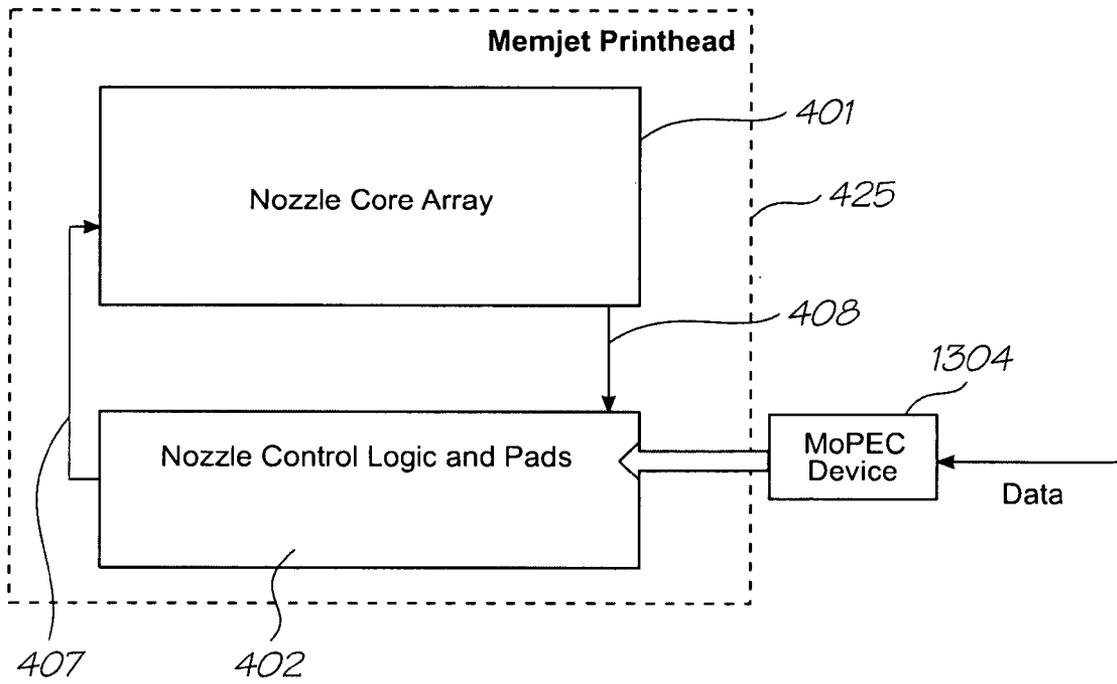 Memjet Printhead
401
Nozzle Core Array
425
408
1304
Nozzle Control Logic and Pads
MoPEC
Device
Data
407
402